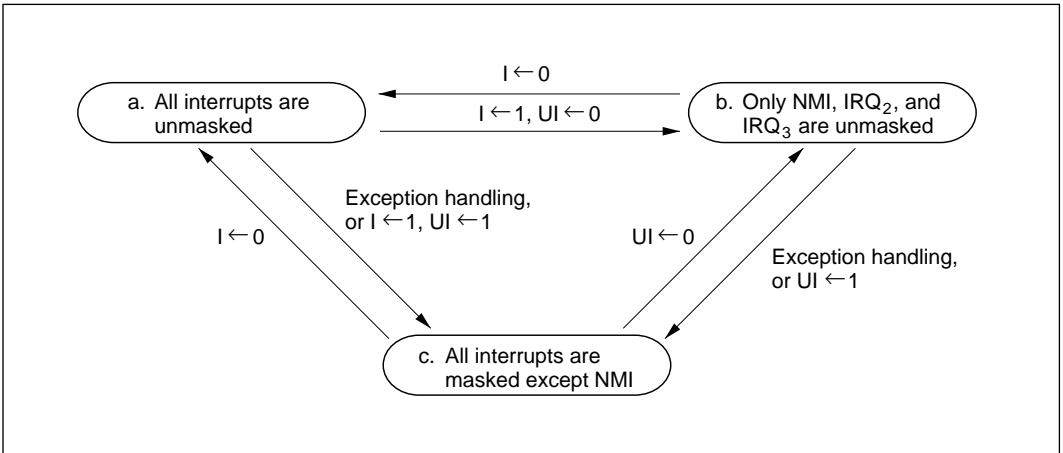 I ← 0
a. All interrupts are
unmasked
I ← 1, UI ← 0
b. Only NMI, IRQ2, and
IRQ3 are unmasked
Exception handling,
or I ← 1, UI ← 1
I ← 0
UI ← 0
Exception handling,
or UI ← 1
c. All interrupts are
masked except NMI